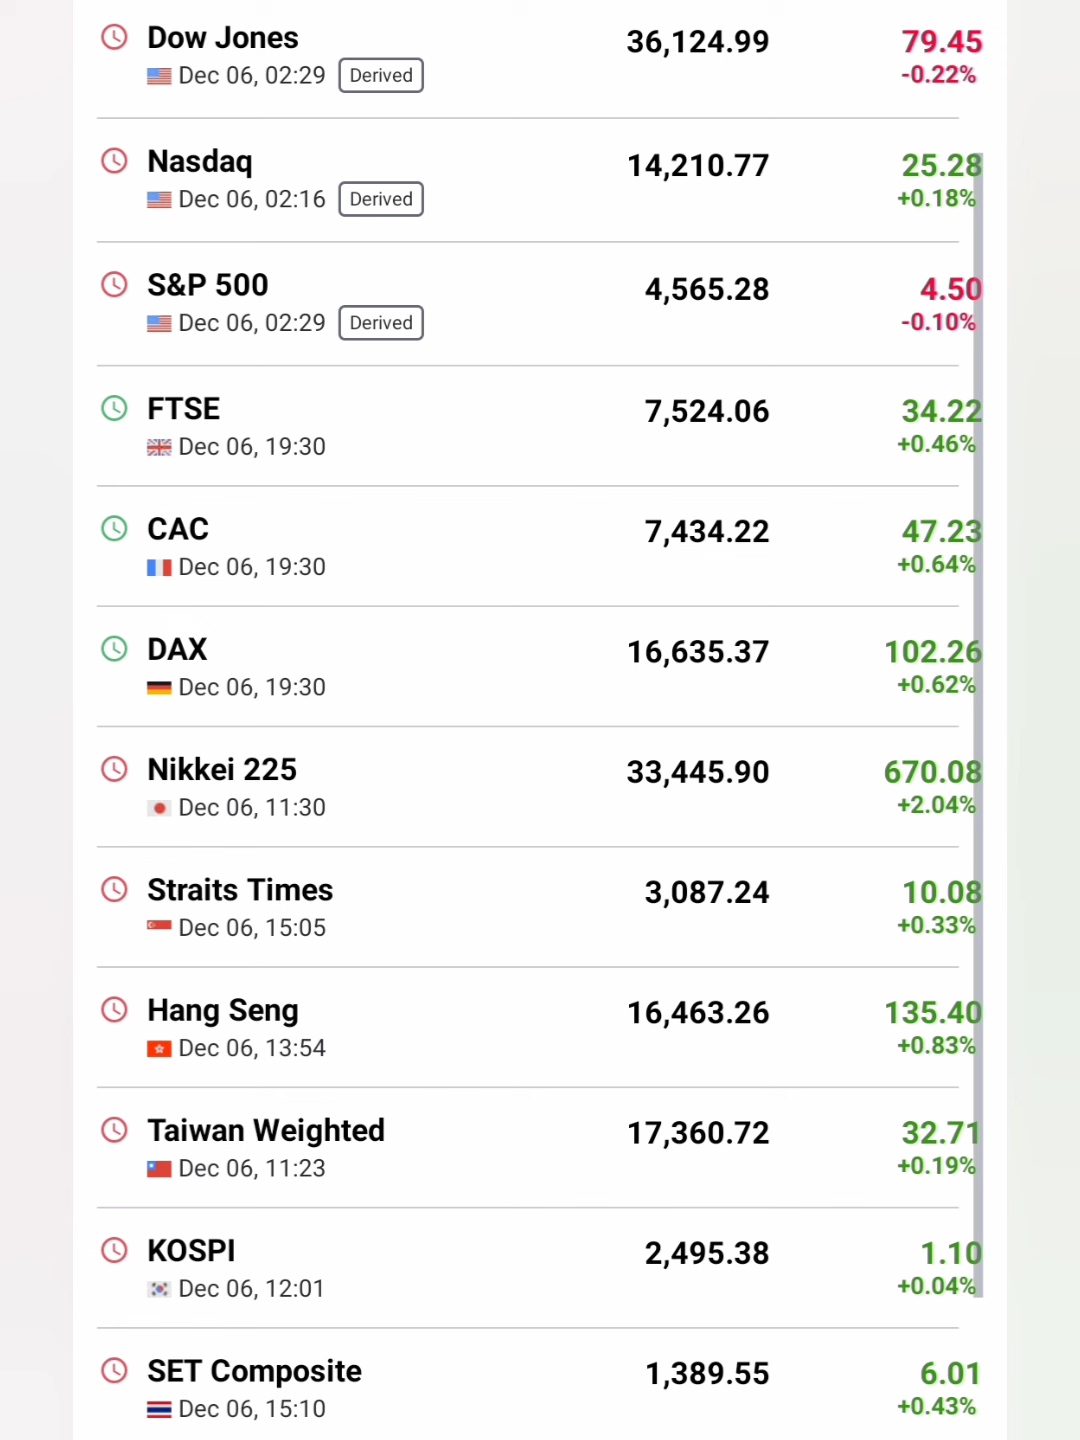 Dow Jones 36,124.99 79.45
Dec 06, 02:29 Derived -0.22%
Nasdaq 14,210.77 25.28
Dec 06, 02:16 Derived +0.18%
S&P 500 4,565.28 4.50
Dec 06, 02:29 Derived -0.10%
FTSE 7,524.06 34.22
Dec 06, 19:30 +0.46%
CAC 7,434.22 47.23
Dec 06, 19:30 +0.64%
DAX 16,635.37 102.26
Dec 06, 19:30 +0.62%
Nikkei 225 33,445.90 670.08
Dec 06, 11:30 +2.04%
Straits Times 3,087.24 10.08
Dec 06, 15:05 +0.33%
Hang Seng 16,463.26 135.40
Dec 06, 13:54 +0.83%
Taiwan Weighted 17,360.72 32.71
Dec 06, 11:23 +0.19%
KOSPI 2,495.38 1.10
Dec 06, 12:01 +0.04%
SET Composite 1,389.55 6.01
Dec 06, 15:10 +0.43%